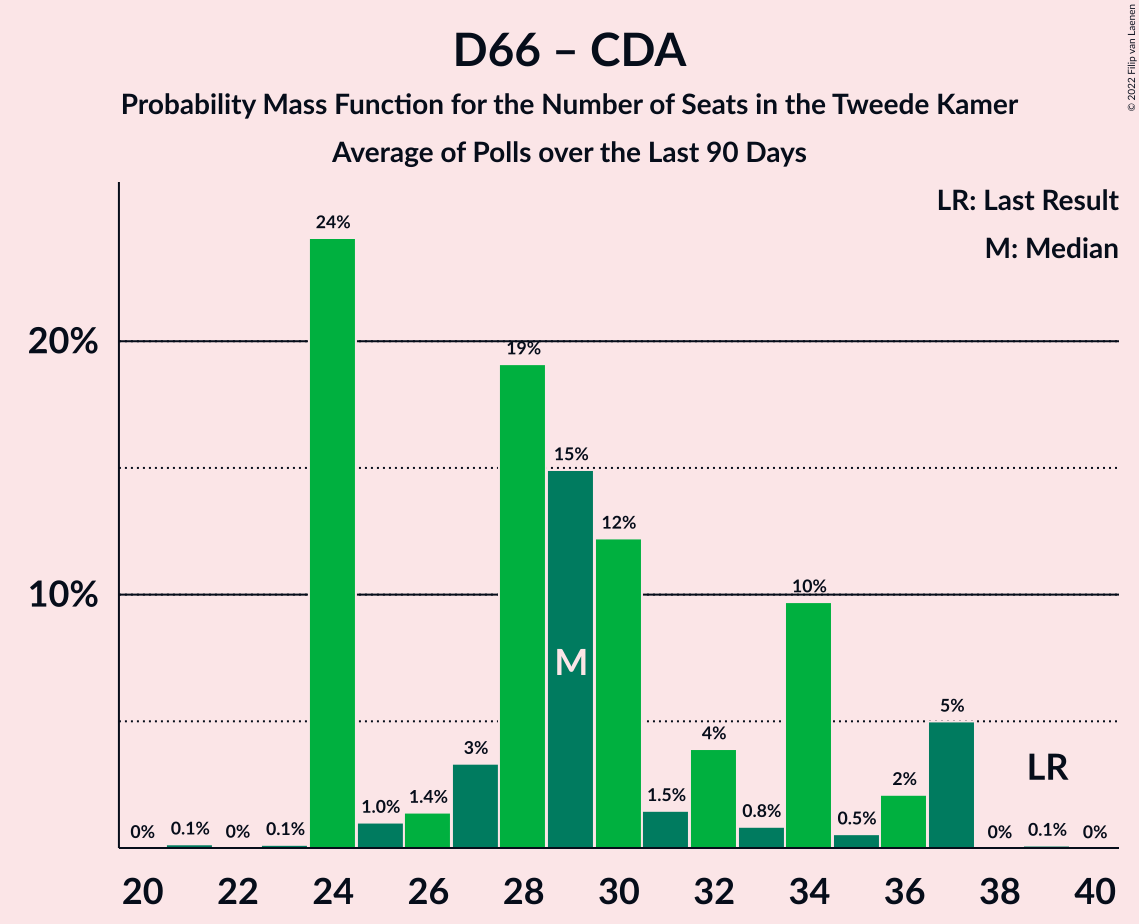 D66 – CDA
Probability Mass Function for the Number of Seats in the Tweede Kamer
Average of Polls over the Last 90 Days
© 2022 Filip van Laenen
LR: Last Result
M: Median
20%
10%
0%
0.1%
0%
0.1%
24%
1.0%
1.4%
3%
19%
15%
12%
1.5%
4%
0.8%
10%
0.5%
2%
5%
0%
0.1%
0%
M
LR
20 22 24 26 28 30 32 34 36 38 40